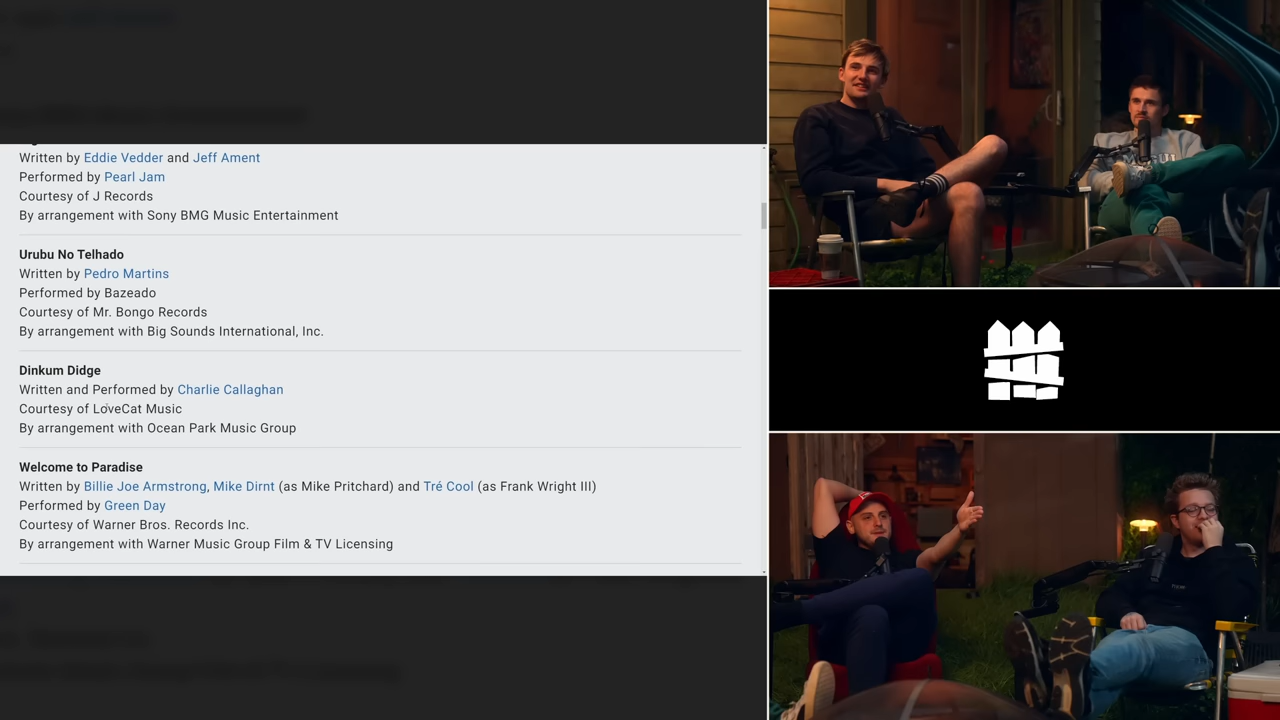 Written by Eddie Vedder and Jeff Ament
Performed by Pearl Jam
Courtesy of J Records
By arrangement with Sony BMG Music Entertainment
Urubu No Telhado
Written by Pedro Martins
Performed by Bazeado
Courtesy of Mr. Bongo Records
By arrangement with Big Sounds International, Inc.
Dinkum Didge
Written and Performed by Charlie Callaghan
Courtesy of LoveCat Music
By arrangement with Ocean Park Music Group
Welcome to Paradise
Written by Billie Joe Armstrong, Mike Dirnt (as Mike Pritchard) and Tré Cool (as Frank Wright III)
Performed by Green Day
Courtesy of Warner Bros. Records Inc.
By arrangement with Warner Music Group Film & TV Licensing